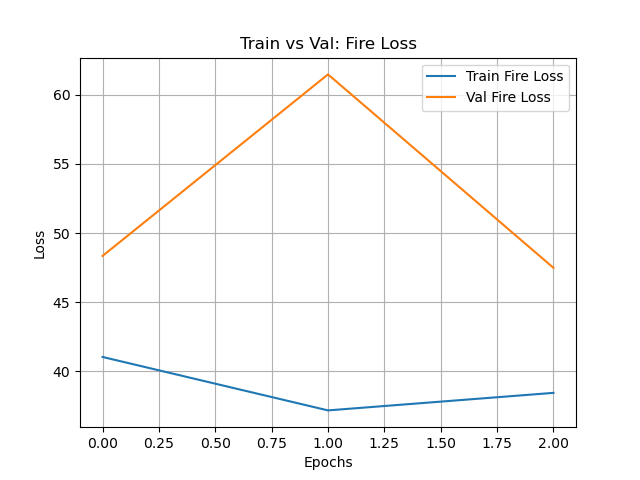 Train vs Val: Fire Loss
Train Fire Loss
Val Fire Loss
60
55
50
45
40
Loss
0.00 0.25 0.50 0.75 1.00 1.25 1.50 1.75 2.00
Epochs